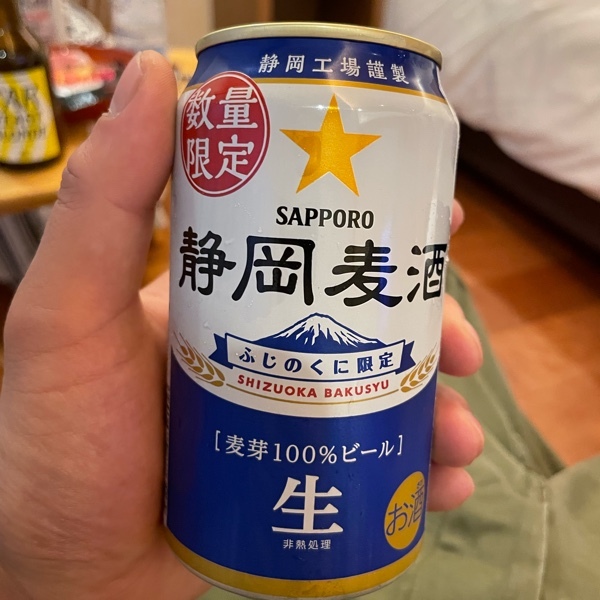 静岡工場謹製
数量
限定
SAPPORO
静岡麦酒
ふじのくに限定
SHIZUOKA BAKUSYU
[麦芽100%ビール]
生
非熱処理
お酒